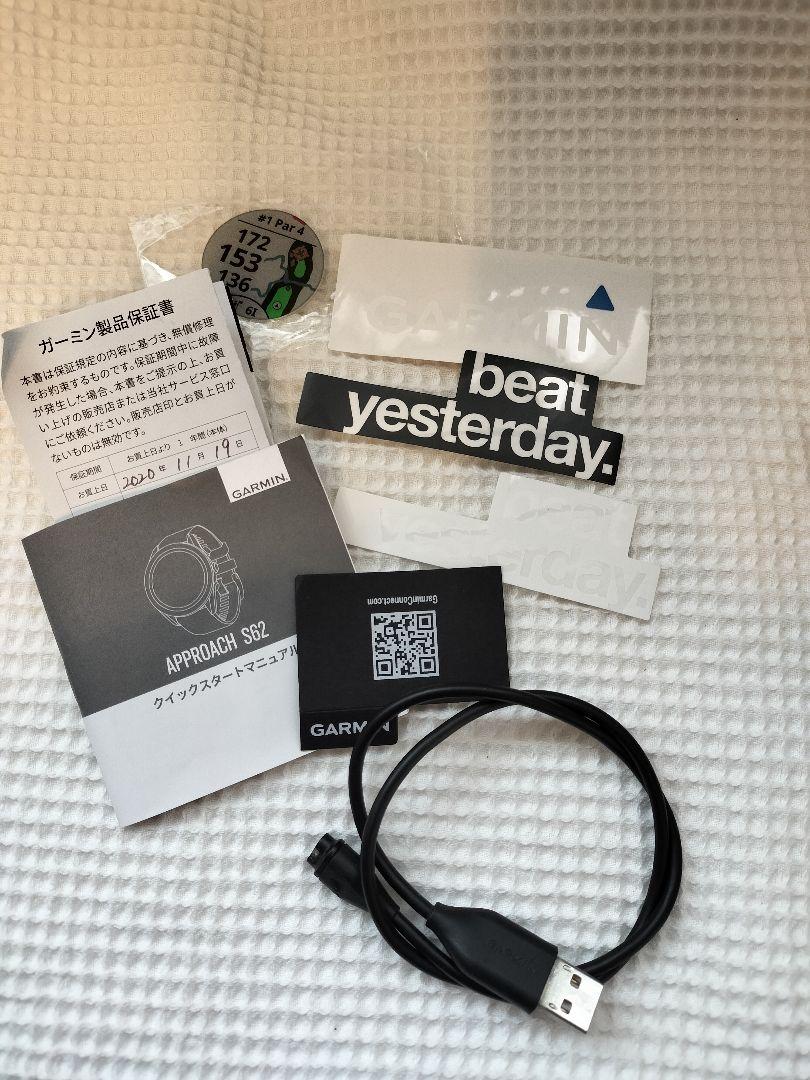 #1 Par 4
172
153
136
ガーミン製品保証書
本書は保証規定の内容に基づき、無償修理
をお約束するものです。保証期間中に故障
が発生した場合、本書をご提示の上、お買
い上げの販売店または当社サービス窓口
にご依頼ください。販売店印とお買上日が
ないものは無効です。
保証期間 お買上日より 1 年間(本体)
お買上日 2020 年 11 月 19 日
GARMIN
beat
yesterday.
beat
yesterday.
GARMIN
APPROACH S62
クイックスタートマニュアル
GarminConnect.com
GARMIN